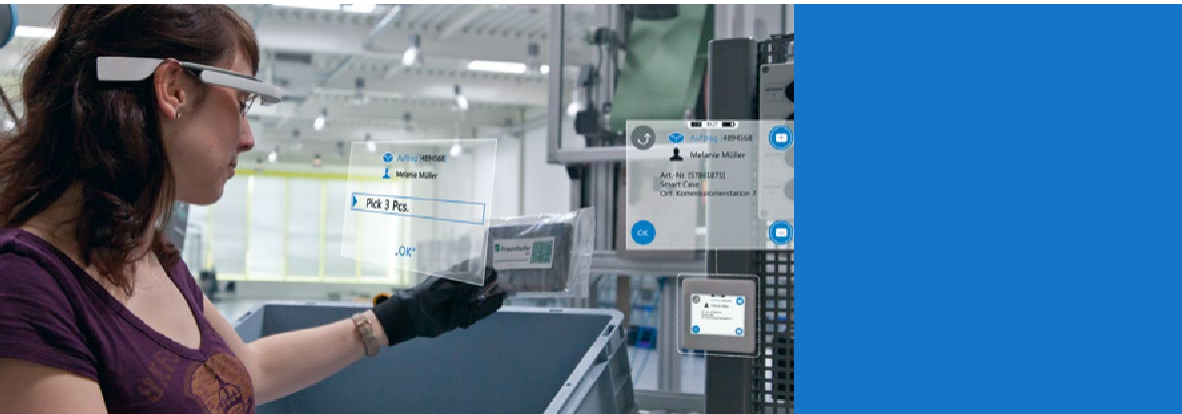 Auftrag :4894568
Melanie Müller
Pick 3 Pcs.
„OK“
Fraunhofer
Auftrag :4894568
Melanie Müller
Art.-Nr. [57861875]
Smart Case
Ort: Kommissionierstation 7
OK